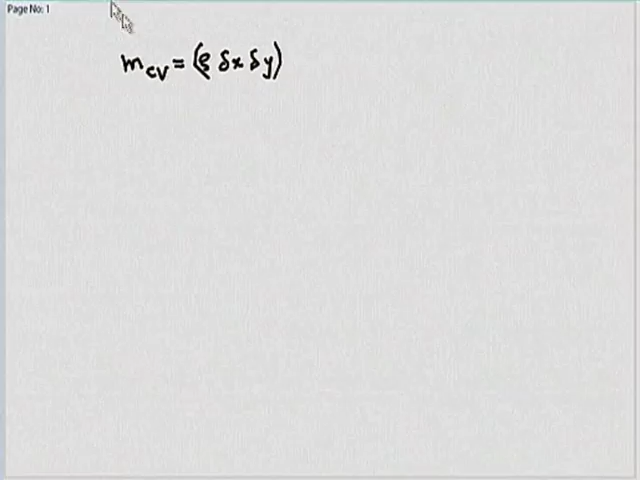 Page No: 1
m_cv = (ρ δx δy)